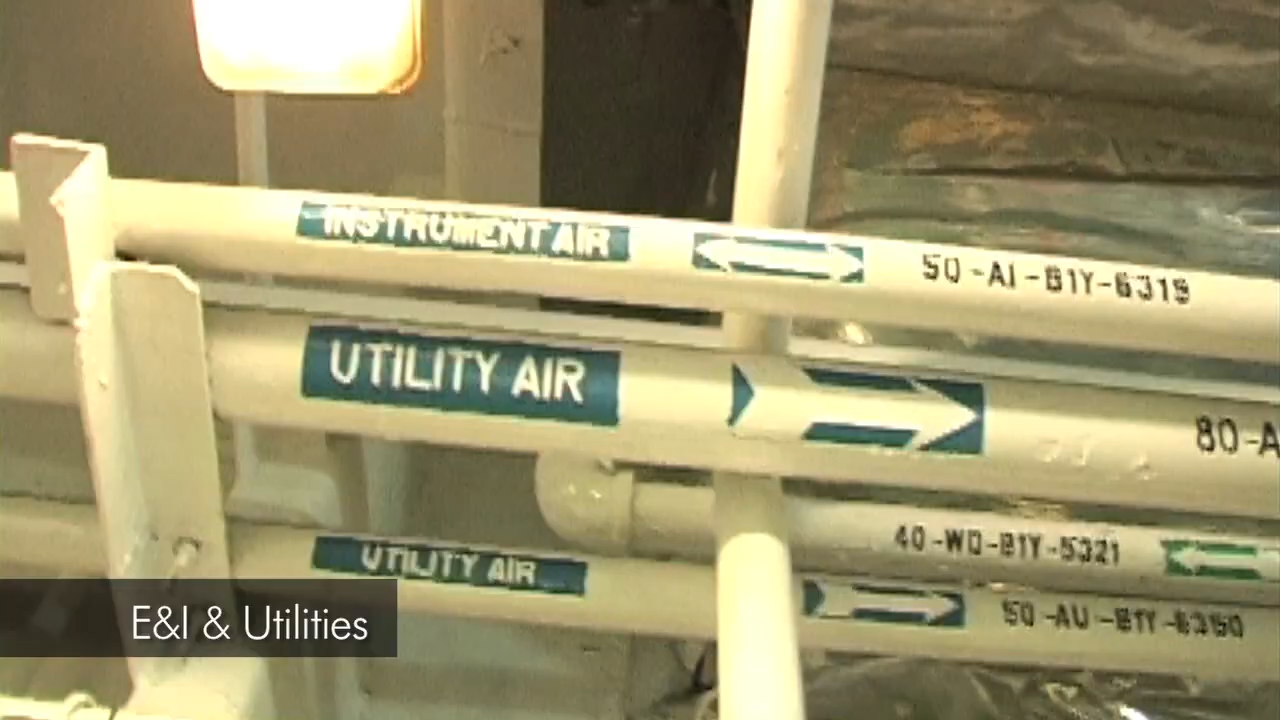 INSTRUMENT AIR
50-AI-B1Y-6319
UTILITY AIR
80-A
40-WD-B1Y-5321
UTILITY AIR
50-AU-B1Y-6350
E&I & Utilities